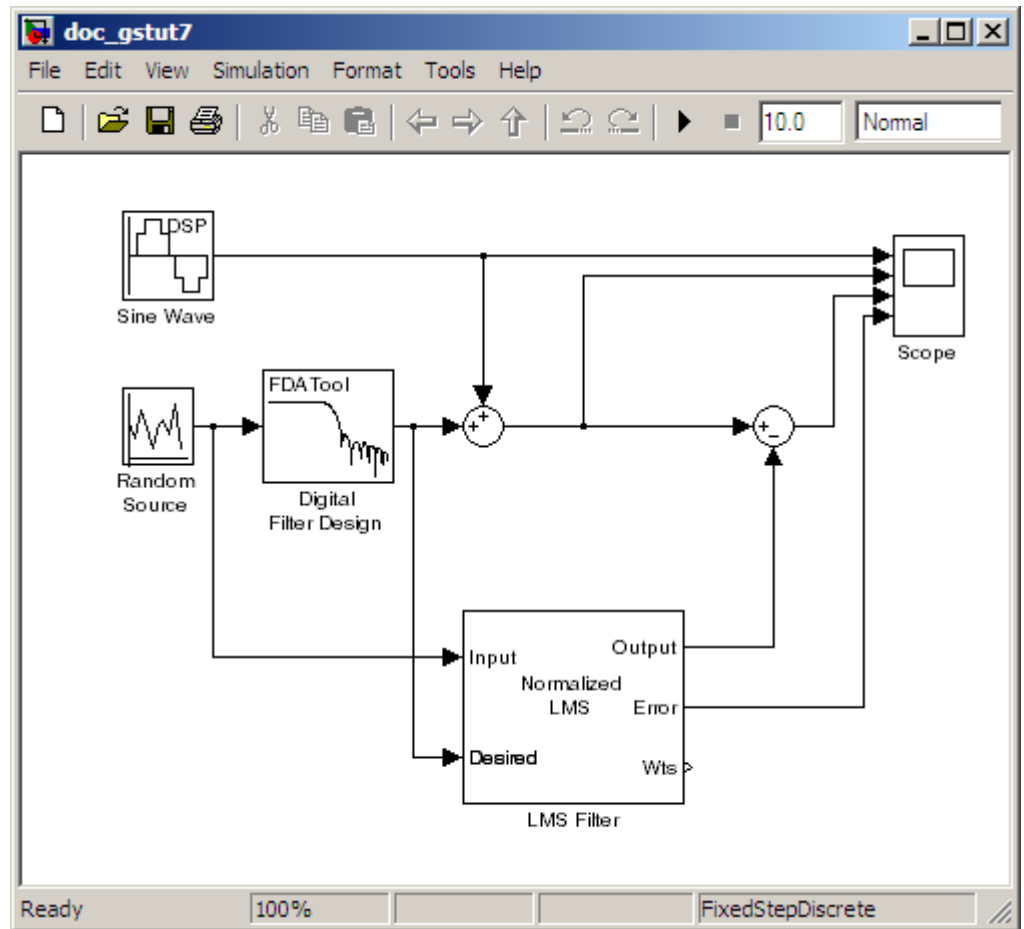 doc_gstut7
File Edit View Simulation Format Tools Help
10.0 Normal
DSP
Sine Wave
Scope
FDATool
Random
Source
Digital
Filter Design
Input
Output
Normalized
LMS
Error
Desired
Wts
LMS Filter
Ready 100% FixedStepDiscrete